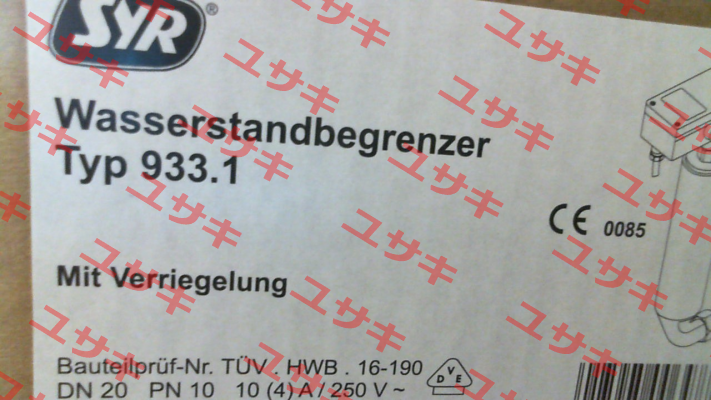 SYR®
Wasserstandbegrenzer
Typ 933.1
CE 0085
Mit Verriegelung
Bauteilprüf-Nr. TÜV . HWB . 16-190
DN 20 PN 10 10 (4) A / 250 V ~
VDE
ユサキ